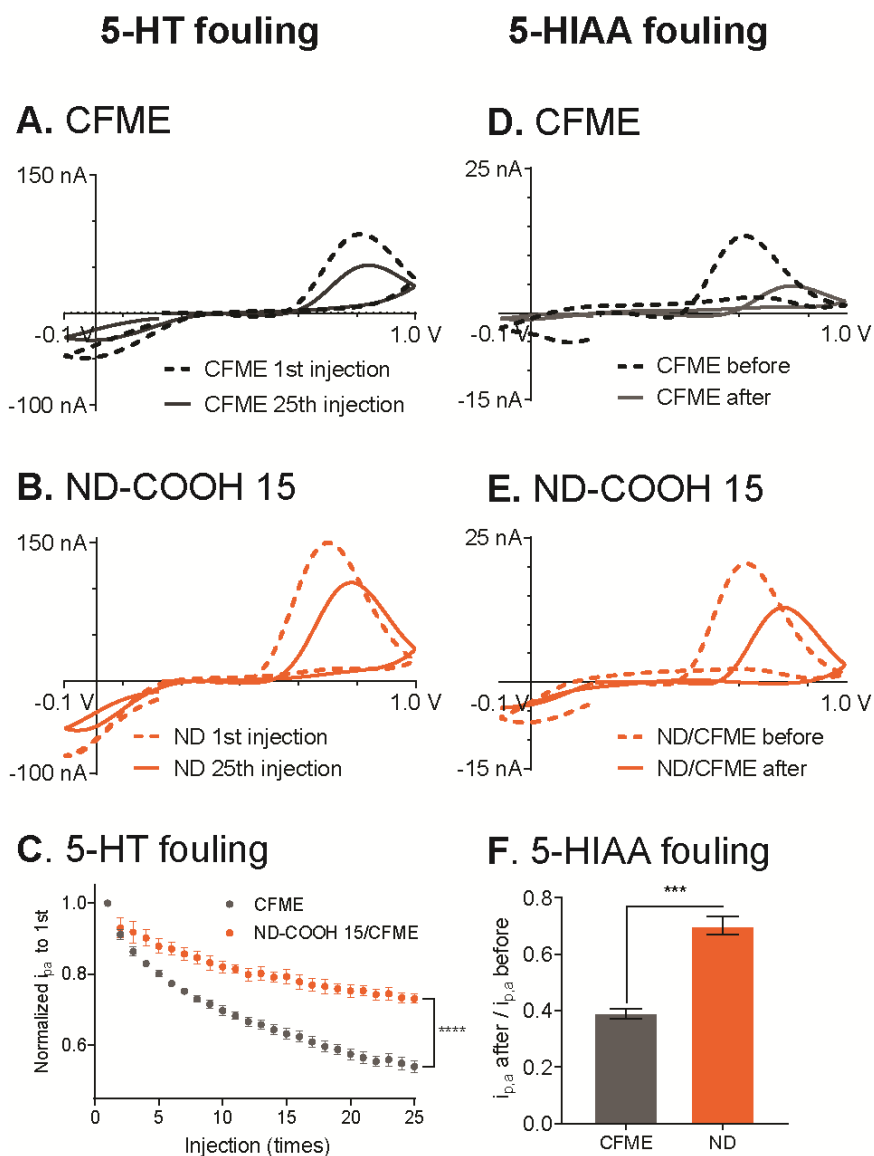 5-HT fouling
5-HIAA fouling
A. CFME
150 nA
-0.1 V
1.0 V
-100 nA
CFME 1st injection
CFME 25th injection
D. CFME
25 nA
-0.1 V
1.0 V
-15 nA
CFME before
CFME after
B. ND-COOH 15
150 nA
-0.1 V
1.0 V
-100 nA
ND 1st injection
ND 25th injection
E. ND-COOH 15
25 nA
-0.1 V
1.0 V
-15 nA
ND/CFME before
ND/CFME after
C. 5-HT fouling
CFME
ND-COOH 15/CFME
Normalized ipa to 1st
1.0
0.8
0.6
****
0
5
10
15
20
25
Injection (times)
F. 5-HIAA fouling
ip,a after / ip,a before
0.8
0.6
0.4
0.2
0.0
***
CFME
ND